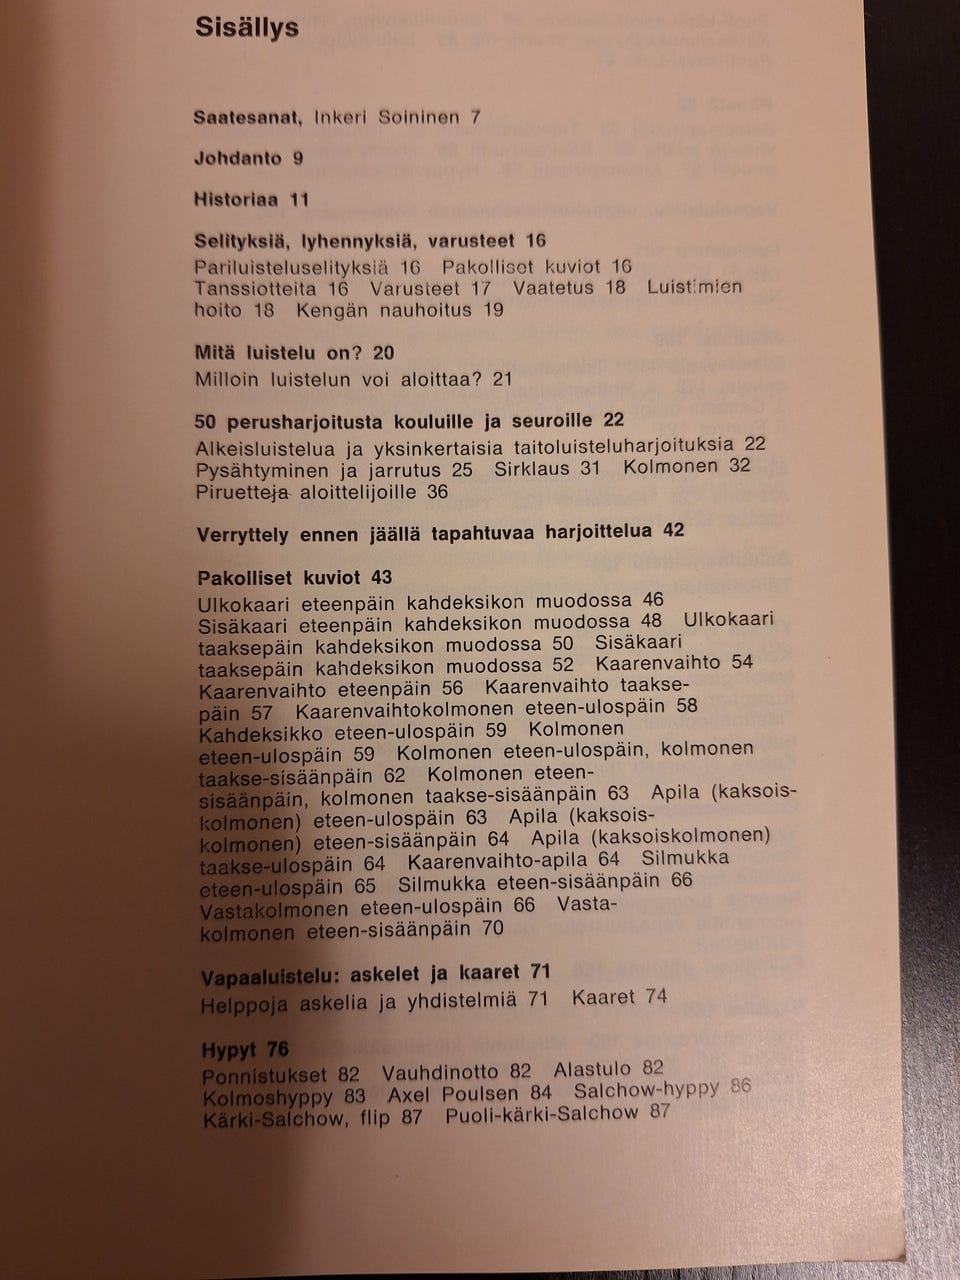 Sisällys
Saatesanat, Inkeri Soininen 7
Johdanto 9
Historiaa 11
Selityksiä, lyhennyksiä, varusteet 16
Pariluisteluselityksiä 16 Pakolliset kuviot 16
Tanssiotteita 16 Varusteet 17 Vaatetus 18 Luistimien
hoito 18 Kengän nauhoitus 19
Mitä luistelu on? 20
Milloin luistelun voi aloittaa? 21
50 perusharjoitusta kouluille ja seuroille 22
Alkeisluistelua ja yksinkertaisia taitoluisteluharjoituksia 22
Pysähtyminen ja jarrutus 25 Sirklaus 31 Kolmonen 32
Piruetteja aloittelijoille 36
Verryttely ennen jäällä tapahtuvaa harjoittelua 42
Pakolliset kuviot 43
Ulkokaari eteenpäin kahdeksikon muodossa 46
Sisäkaari eteenpäin kahdeksikon muodossa 48 Ulkokaari
taaksepäin kahdeksikon muodossa 50 Sisäkaari
taaksepäin kahdeksikon muodossa 52 Kaarenvaihto 54
Kaarenvaihto eteenpäin 56 Kaarenvaihto taakse-
päin 57 Kaarenvaihtokolmonen eteen-ulospäin 58
Kahdeksikko eteen-ulospäin 59 Kolmonen
eteen-ulospäin 59 Kolmonen eteen-ulospäin, kolmonen
taakse-sisäänpäin 62 Kolmonen eteen-
sisäänpäin, kolmonen taakse-sisäänpäin 63 Apila (kaksois-
kolmonen) eteen-ulospäin 63 Apila (kaksois-
kolmonen) eteen-sisäänpäin 64 Apila (kaksoiskolmonen)
taakse-ulospäin 64 Kaarenvaihto-apila 64 Silmukka
eteen-ulospäin 65 Silmukka eteen-sisäänpäin 66
Vastakolmonen eteen-ulospäin 66 Vasta-
kolmonen eteen-sisäänpäin 70
Vapaaluistelu: askelet ja kaaret 71
Helppoja askelia ja yhdistelmiä 71 Kaaret 74
Hypyt 76
Ponnistukset 82 Vauhdinotto 82 Alastulo 82
Kolmoshyppy 83 Axel Poulsen 84 Salchow-hyppy 86
Kärki-Salchow, flip 87 Puoli-kärki-Salchow 87